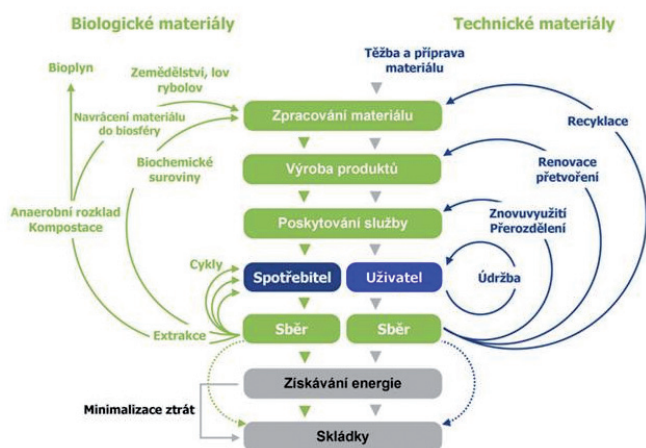 Biologické materiály
Technické materiály
Bioplyn
Zemědělství, lov
rybolov
Těžba a příprava
materiálu
Navrácení materiálu
do biosféry
Zpracování materiálu
Recyklace
Biochemické
suroviny
Výroba produktů
Renovace
přetvoření
Anaerobní rozklad
Kompostace
Poskytování služby
Znovuvyužití
Přerozdělení
Cykly
Spotřebitel
Uživatel
Údržba
Extrakce
Sběr
Sběr
Získávání energie
Minimalizace ztrát
Skládky